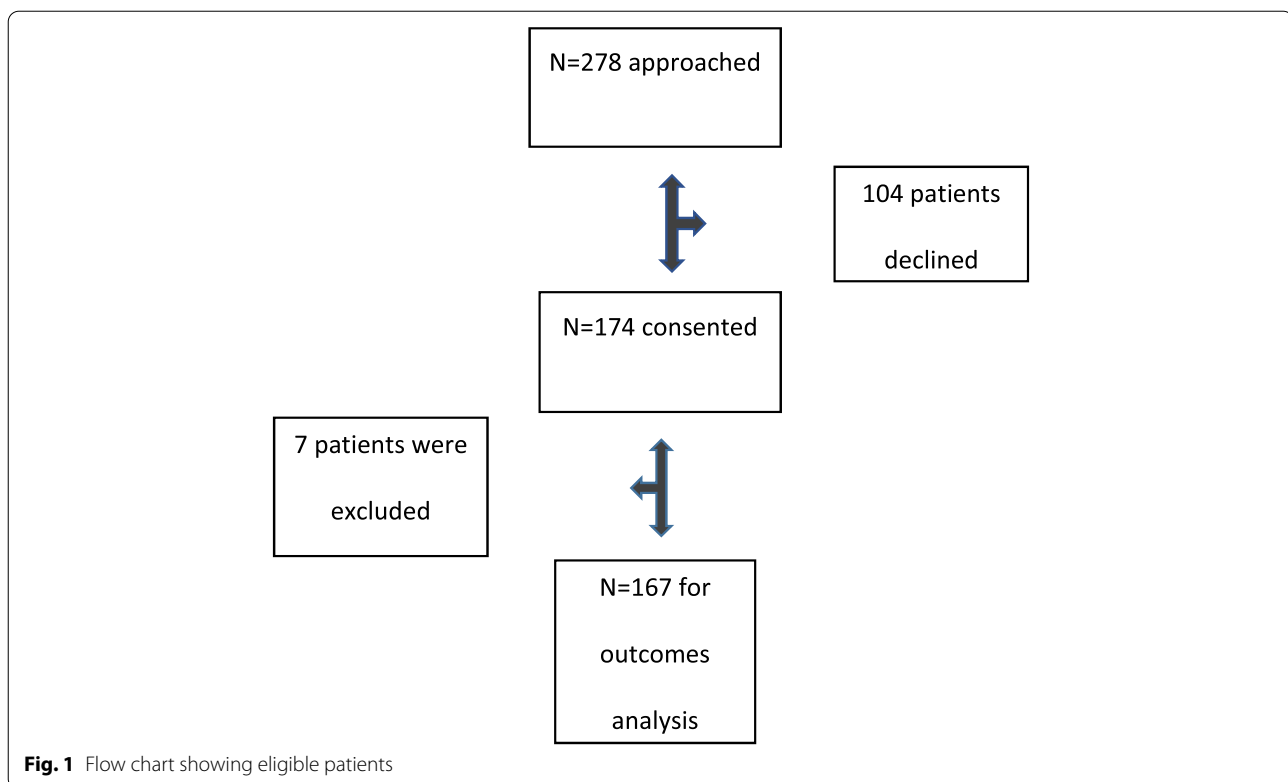 N=278 approached
104 patients
declined
N=174 consented
7 patients were
excluded
N=167 for
outcomes
analysis
Fig. 1 Flow chart showing eligible patients